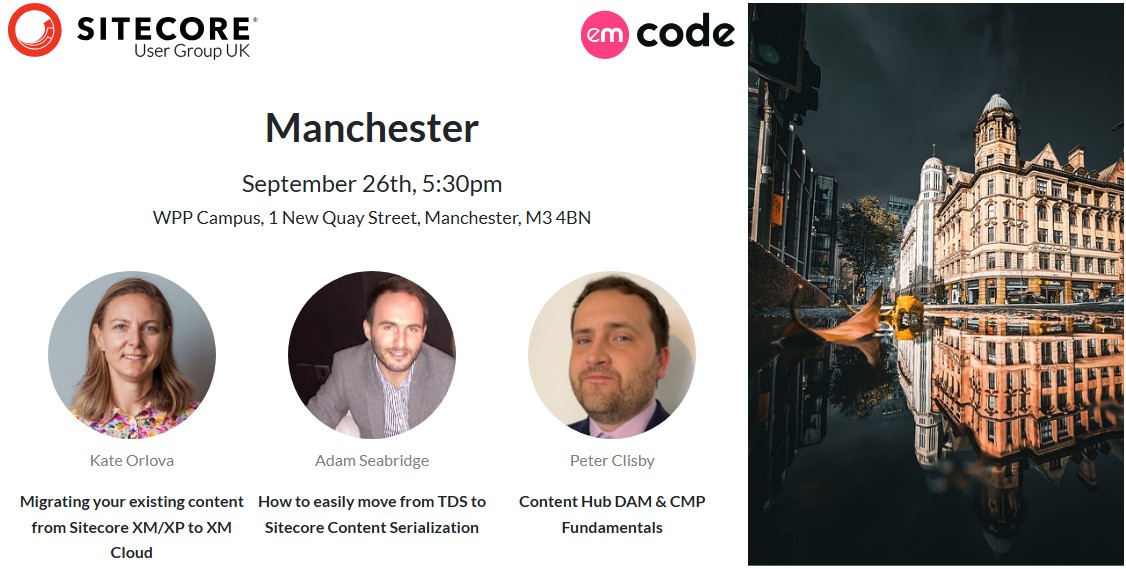 SITECORE
User Group UK
em code
Manchester
September 26th, 5:30pm
WPP Campus, 1 New Quay Street, Manchester, M3 4BN
Kate Orlova
Migrating your existing content
from Sitecore XM/XP to XM
Cloud
Adam Seabridge
How to easily move from TDS to
Sitecore Content Serialization
Peter Clisby
Content Hub DAM & CMP
Fundamentals